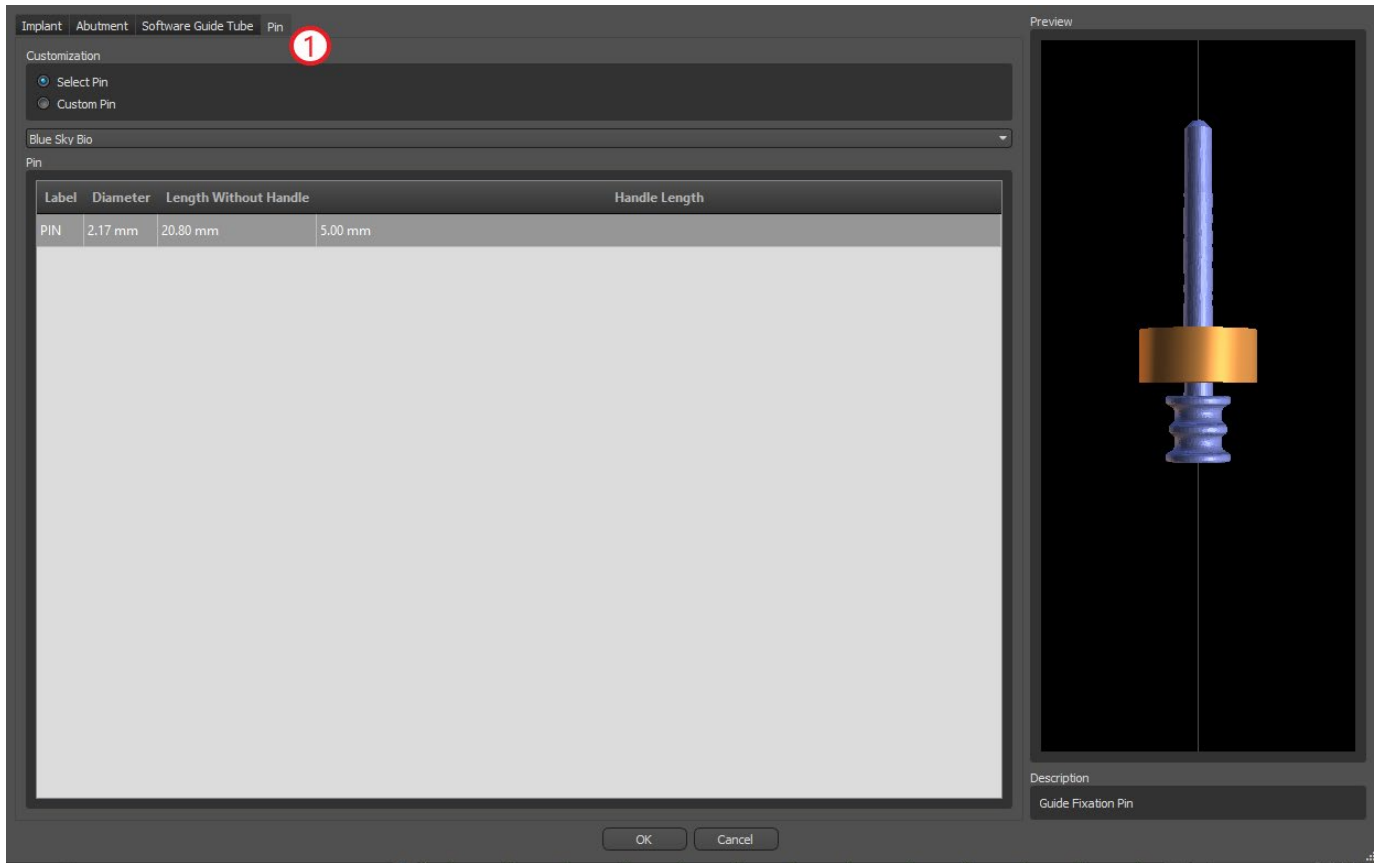 Implant Abutment Software Guide Tube Pin
1
Customization
Select Pin
Custom Pin
Blue Sky Bio
Pin
Label Diameter Length Without Handle Handle Length
PIN 2.17 mm 20.80 mm 5.00 mm
Preview
Description
Guide Fixation Pin
OK Cancel